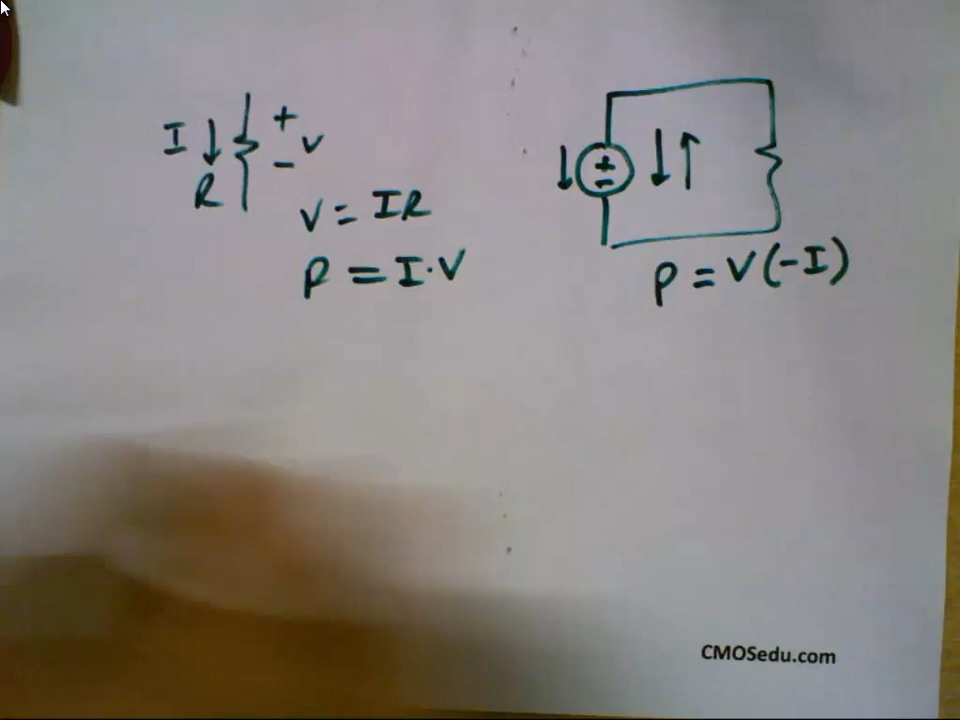 I R + - V
V = IR
P = I·V
+ -
P = V(-I)
CMOSedu.com